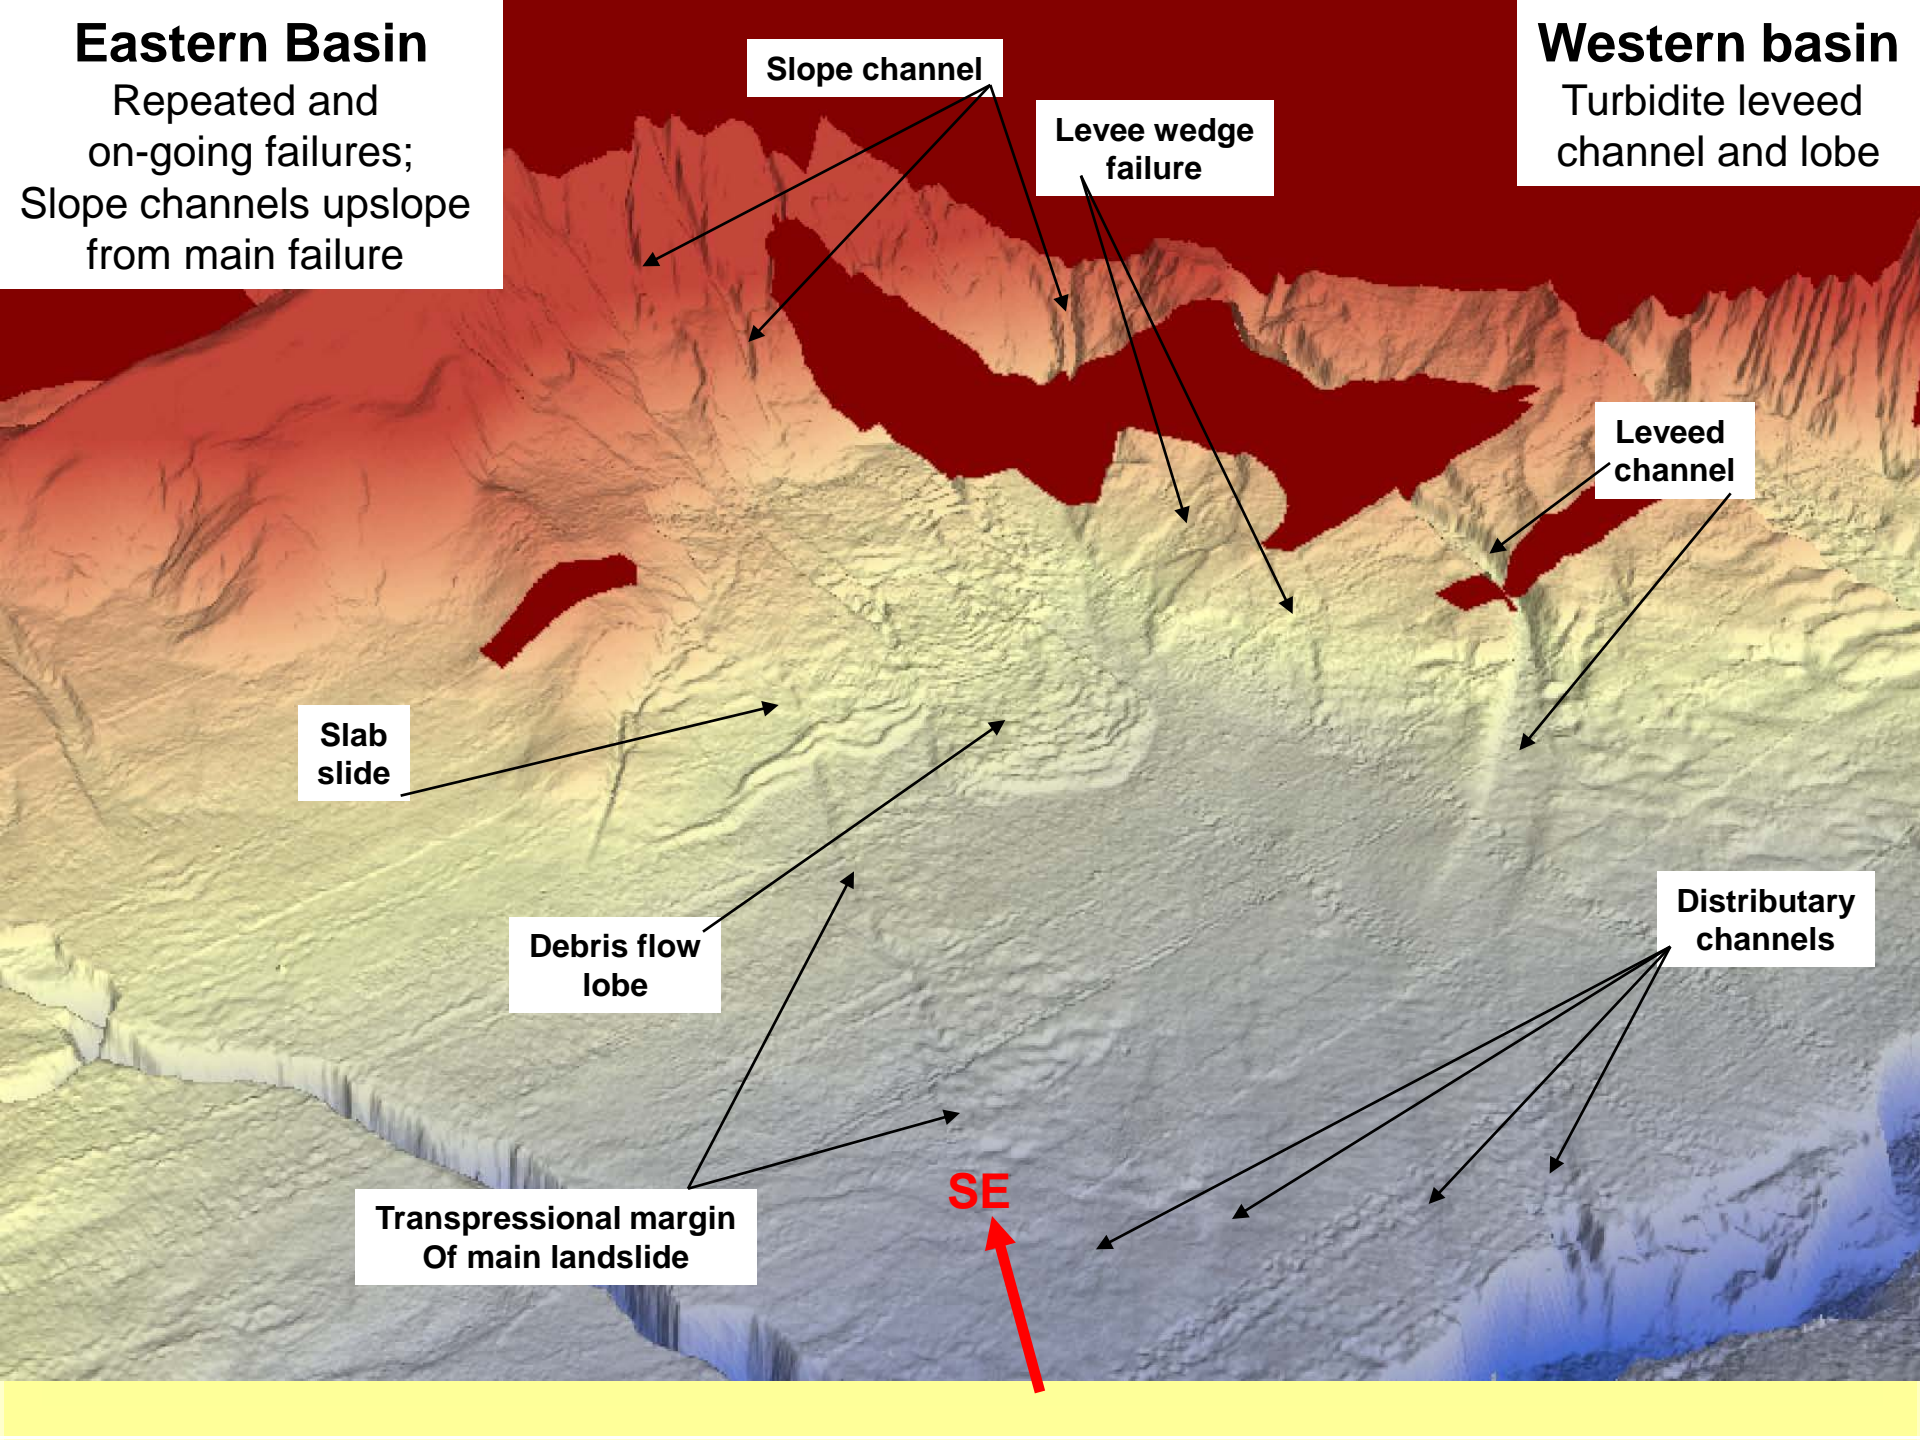 Eastern Basin
Repeated and
on-going failures;
Slope channels upslope
from main failure
Slope channel
Levee wedge
failure
Western basin
Turbidite leveed
channel and lobe
Leveed
channel
Slab
slide
Debris flow
lobe
Distributary
channels
Transpressional margin
Of main landslide
SE